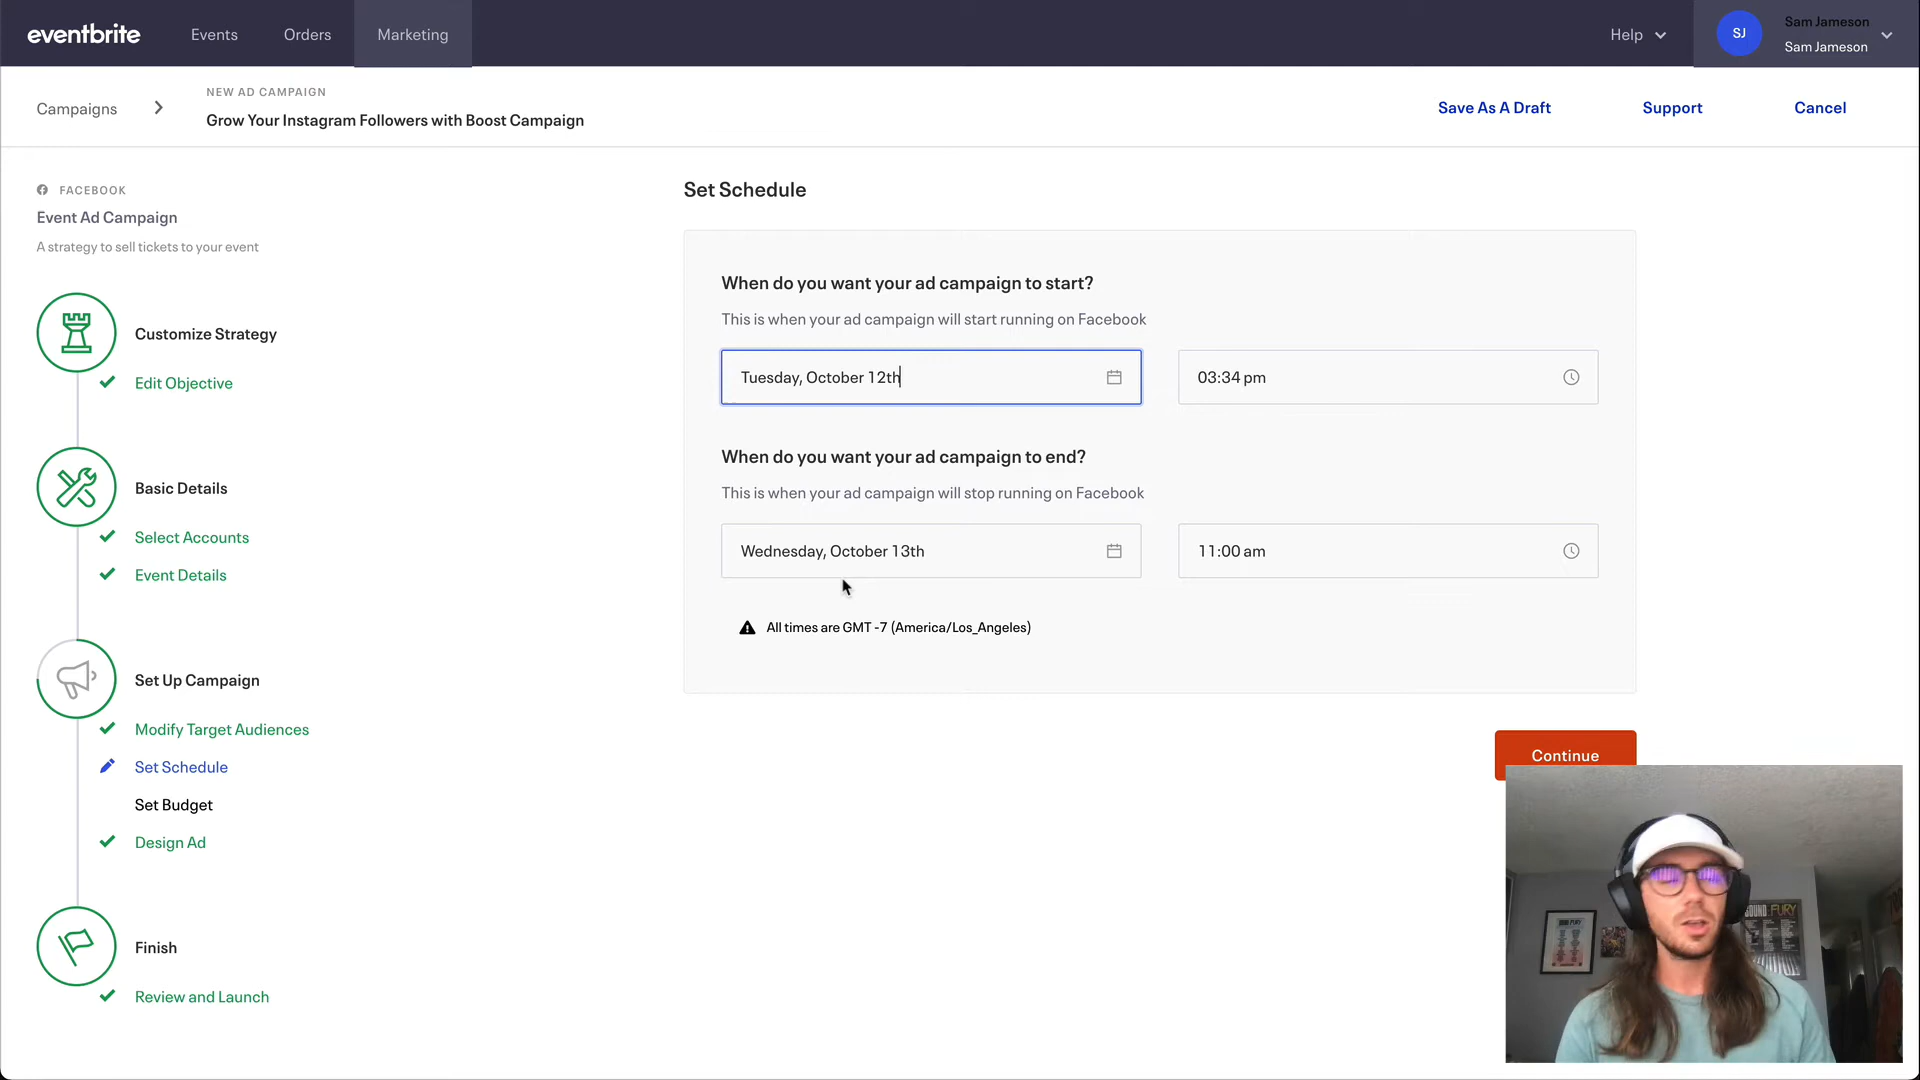 eventbrite
Events
Orders
Marketing
Help
SJ
Sam Jameson
Sam Jameson
Campaigns
NEW AD CAMPAIGN
Grow Your Instagram Followers with Boost Campaign
Save As A Draft
Support
Cancel
FACEBOOK
Event Ad Campaign
A strategy to sell tickets to your event
Customize Strategy
Edit Objective
Basic Details
Select Accounts
Event Details
Set Up Campaign
Modify Target Audiences
Set Schedule
Set Budget
Design Ad
Finish
Review and Launch
Set Schedule
When do you want your ad campaign to start?
This is when your ad campaign will start running on Facebook
Tuesday, October 12th
03:34 pm
When do you want your ad campaign to end?
This is when your ad campaign will stop running on Facebook
Wednesday, October 13th
11:00 am
All times are GMT -7 (America/Los_Angeles)
Continue
FURY